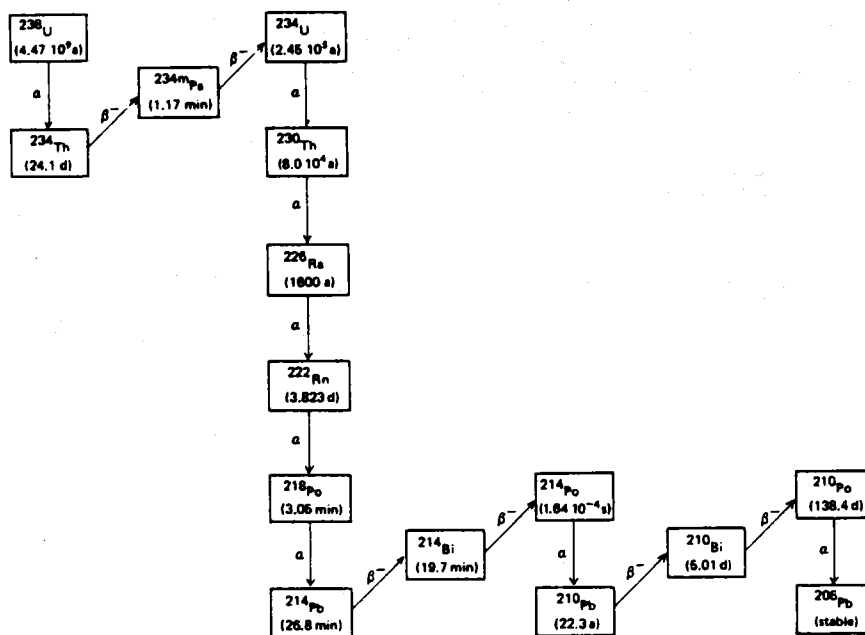 238U
(4.47 10⁹a)
α
234Th
(24.1 d)
β⁻
234mPa
(1.17 min)
β⁻
234U
(2.45 10⁵a)
α
230Th
(8.0 10⁴a)
α
226Ra
(1600 a)
α
222Rn
(3.823 d)
α
218Po
(3.05 min)
α
214Pb
(26.8 min)
β⁻
214Bi
(19.7 min)
β⁻
214Po
(1.64 10⁻⁴s)
α
210Pb
(22.3 a)
β⁻
210Bi
(5.01 d)
β⁻
210Po
(138.4 d)
α
206Pb
(stable)